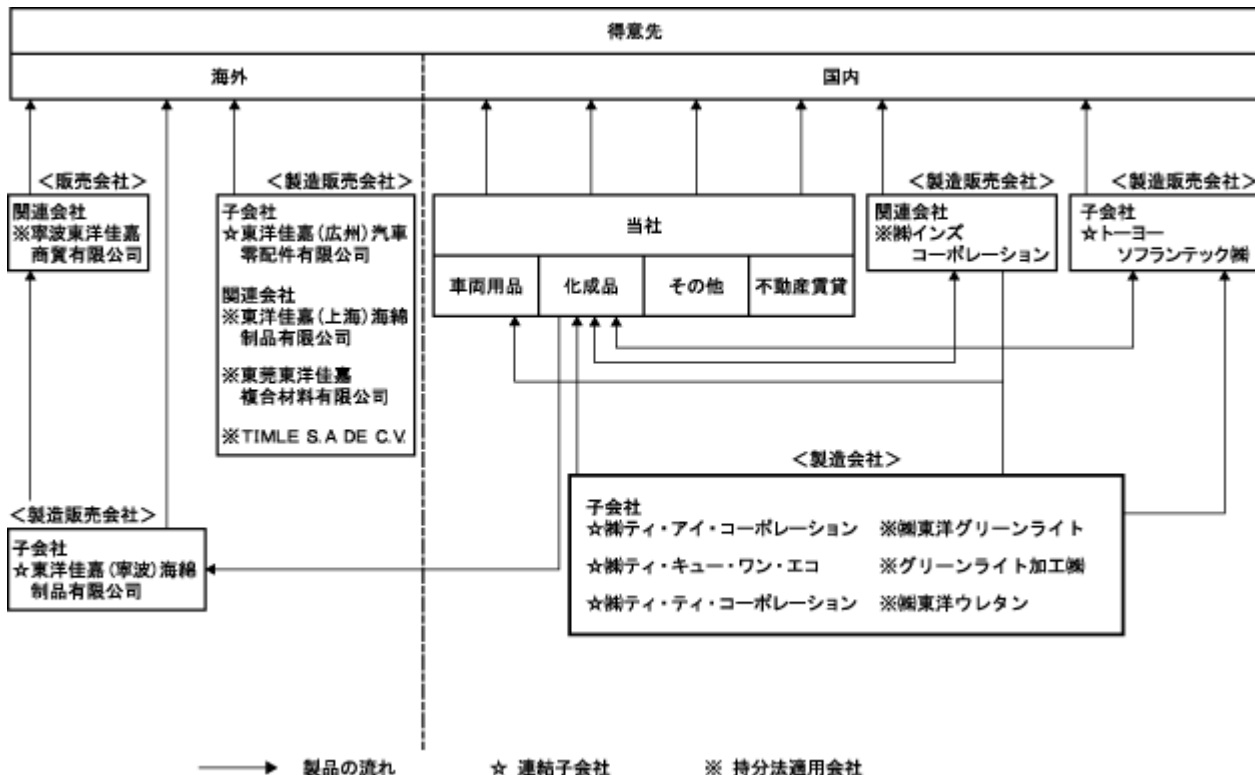 得意先
海外
国内
＜販売会社＞
関連会社
※寧波東洋佳嘉
商貿有限公司
＜製造販売会社＞
子会社
☆東洋佳嘉(広州)汽車
零配件有限公司
関連会社
※東洋佳嘉(上海)海綿
制品有限公司
※東莞東洋佳嘉
複合材料有限公司
※TIMLE S.A DE C.V.
当社
車両用品
化成品
その他
不動産賃貸
＜製造販売会社＞
関連会社
※㈱インズ
コーポレーション
＜製造販売会社＞
子会社
☆トーヨー
ソフランテック㈱
＜製造販売会社＞
子会社
☆東洋佳嘉(寧波)海綿
制品有限公司
＜製造会社＞
子会社
☆㈱ティ・アイ・コーポレーション ※㈱東洋グリーンライト
☆㈱ティ・キュー・ワン・エコ ※グリーンライト加工㈱
☆㈱ティ・ティ・コーポレーション ※㈱東洋ウレタン
製品の流れ ☆ 連結子会社 ※ 持分法適用会社